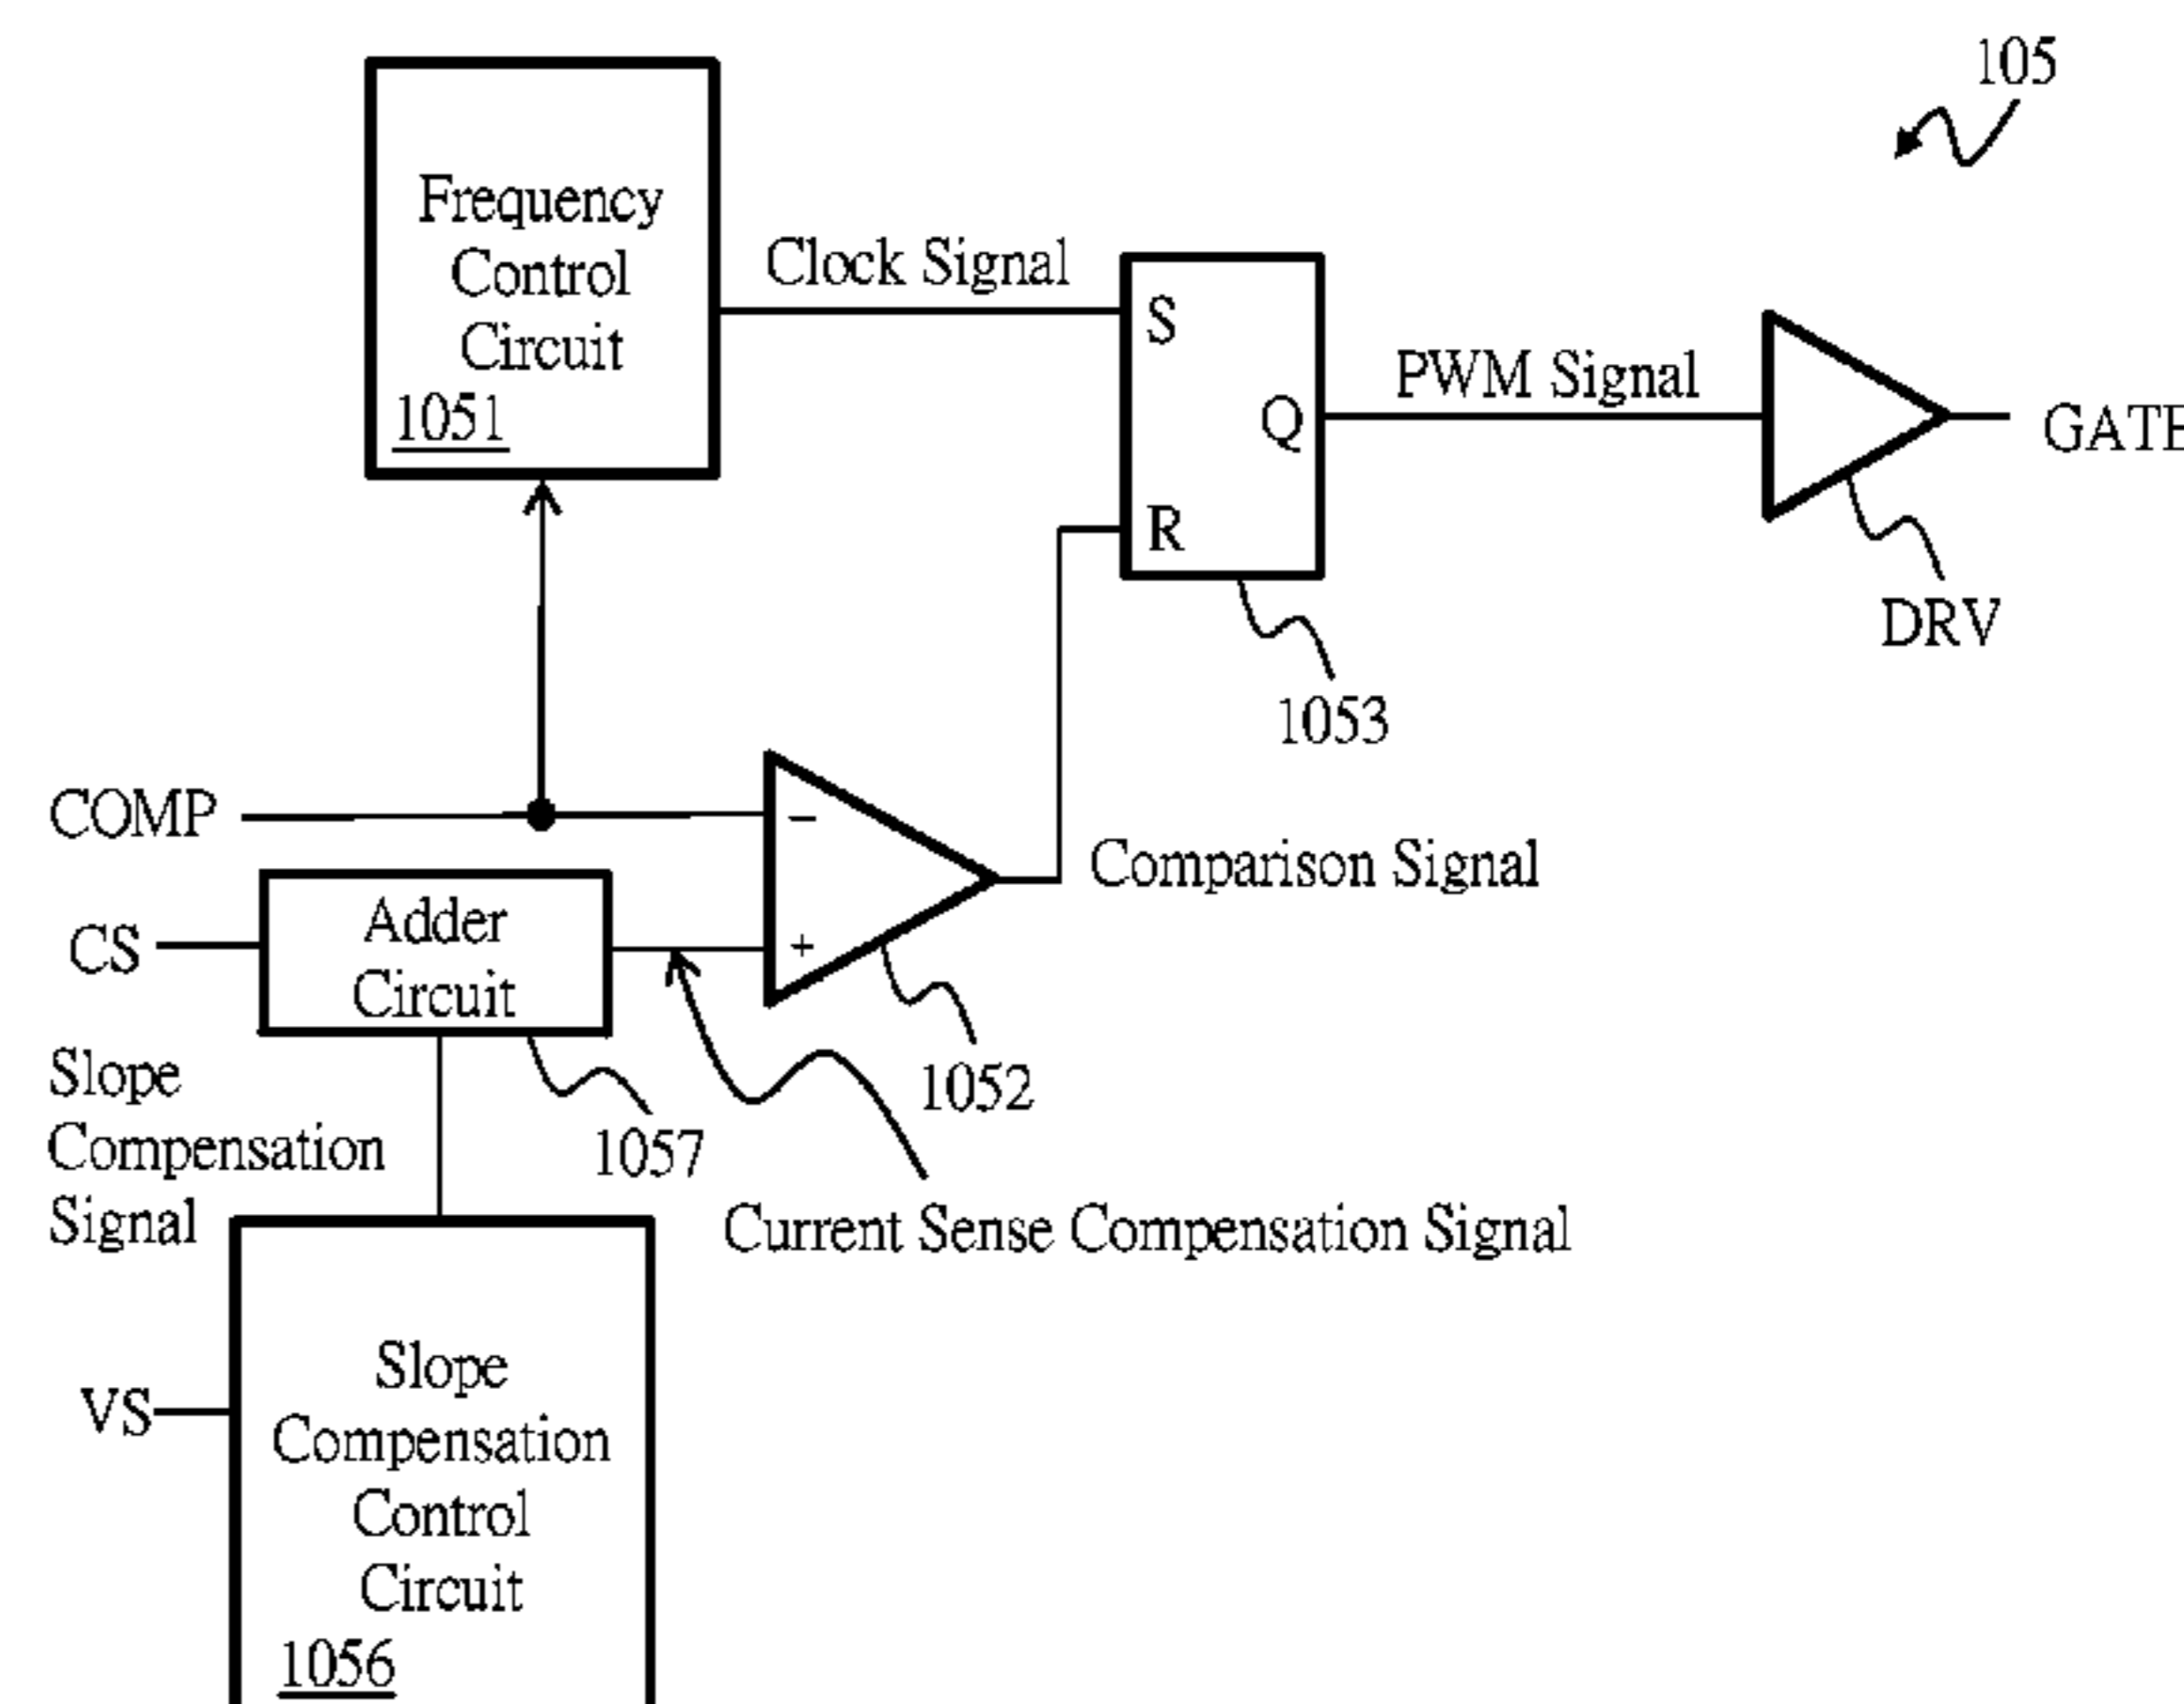 105
Frequency
Control
Circuit
1051
Clock Signal
S
Q
R
PWM Signal
GATE
DRV
1053
COMP
−
+
Comparison Signal
CS
Adder
Circuit
1052
1057
Slope
Compensation
Signal
Current Sense Compensation Signal
VS
Slope
Compensation
Control
Circuit
1056